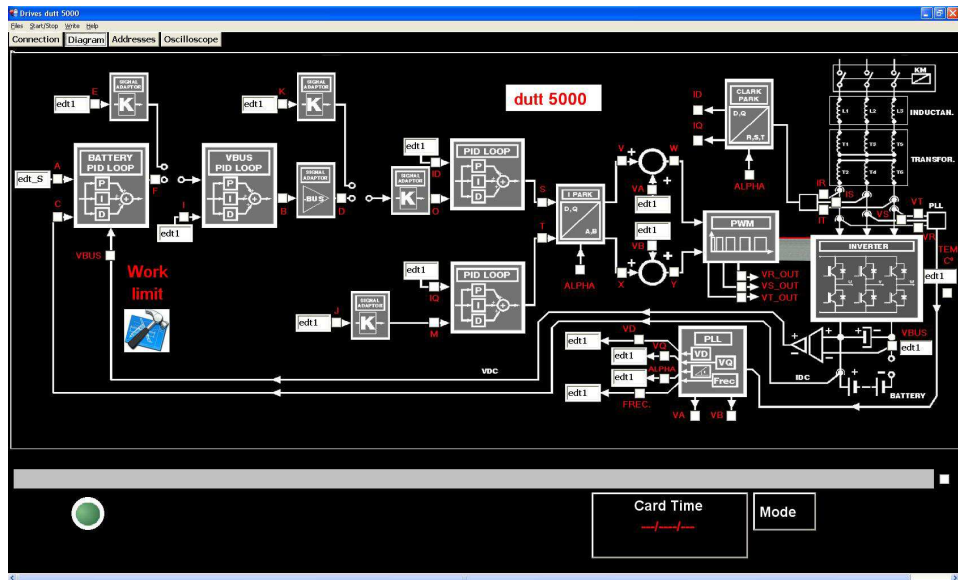 Drives dutt 5000
Files Start/Stop Write Help
Connection Diagram Addresses Oscilloscope
KM
SIGNAL ADAPTOR
SIGNAL ADAPTOR
CLARK PARK
E
edt1
K
K
edt1
K
dutt 5000
ID
D,Q
L1 L2 L3
INDUCTAN.
IQ
R,S,T
BATTERY PID LOOP
VBUS PID LOOP
edt1
PID LOOP
V
W
T1 T3 T5
TRANSFOR.
A
P
P
SIGNAL ADAPTOR
ID
P
T2 T4 T6
edt_S
I
F
I
BUS
K
I
S
I PARK
VA
ALPHA
IR
IS
C
D
I
D
B
D
O
D
D,Q
edt1
IT
VS
VT
PLL
edt1
T
A,B
VB
PWM
VR
VBUS
edt1
INVERTER
TEM
Work
edt1
PID LOOP
X
Y
VR_OUT
C°
limit
ALPHA
VS_OUT
edt1
IQ
P
VT_OUT
SIGNAL ADAPTOR
I
J
edt1
K
M
D
VD
PLL
VBUS
edt1
VD
edt1
VQ
VQ
edt1
ALPHA
VDC
edt1
Frec
IDC
edt1
FREC.
BATTERY
VA
VB
Card Time
Mode
---/----/---